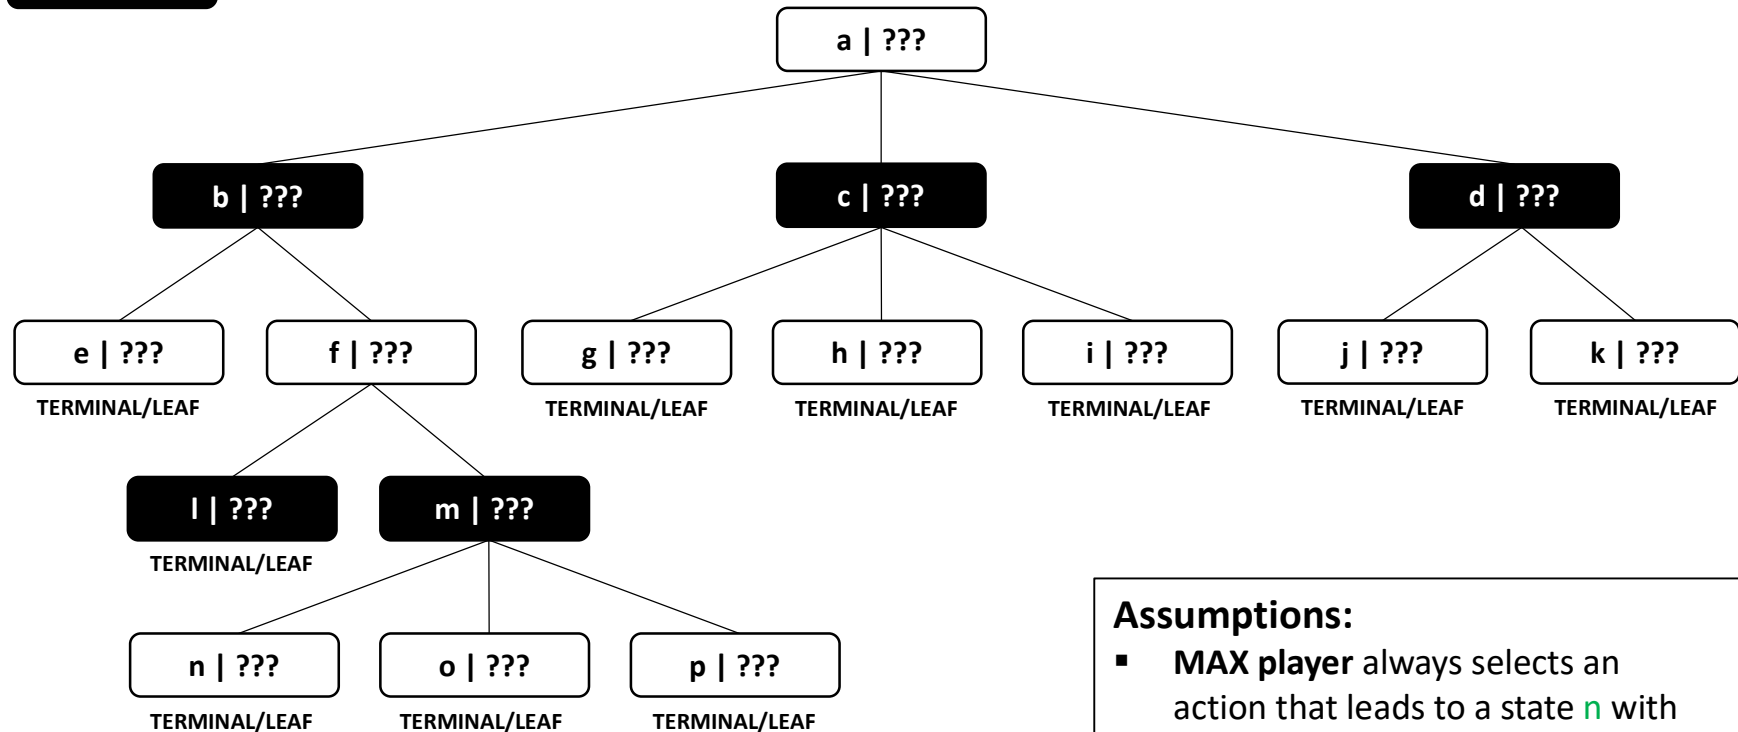 a | ???
b | ???
c | ???
d | ???
e | ???
f | ???
g | ???
h | ???
i | ???
j | ???
k | ???
TERMINAL/LEAF
TERMINAL/LEAF
TERMINAL/LEAF
TERMINAL/LEAF
TERMINAL/LEAF
TERMINAL/LEAF
l | ???
m | ???
TERMINAL/LEAF
n | ???
o | ???
p | ???
TERMINAL/LEAF
TERMINAL/LEAF
TERMINAL/LEAF
Assumptions:
▪ MAX player always selects an
action that leads to a state n with